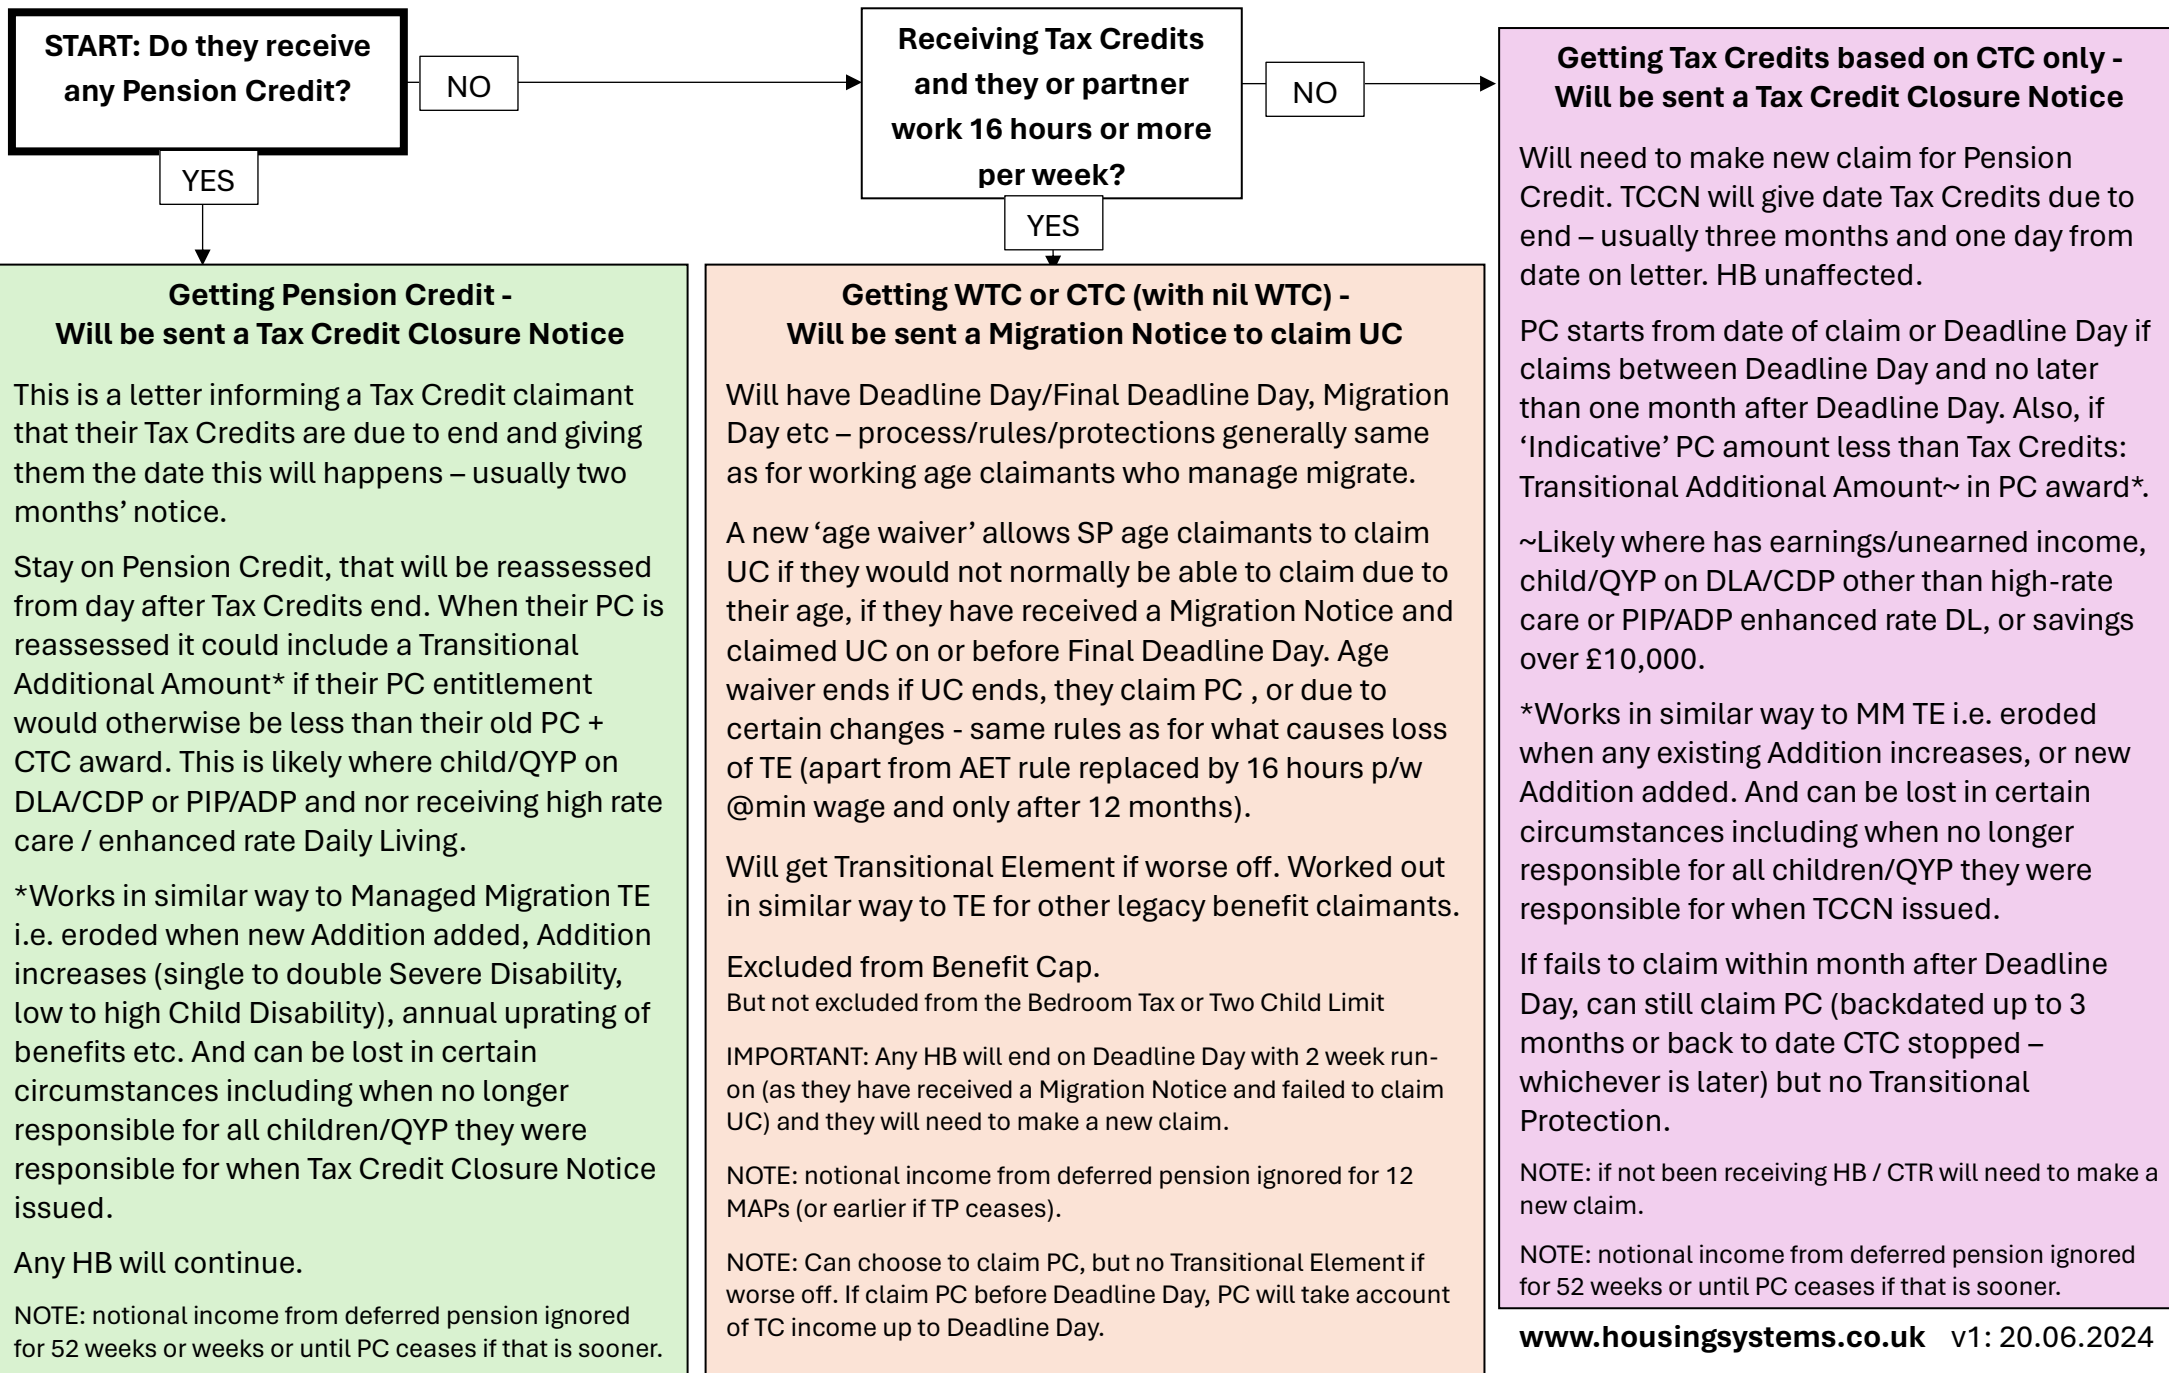 START: Do they receive
any Pension Credit?
NO
YES
Receiving Tax Credits
and they or partner
work 16 hours or more
per week?
NO
YES
Getting Pension Credit -
Will be sent a Tax Credit Closure Notice
This is a letter informing a Tax Credit claimant
that their Tax Credits are due to end and giving
them the date this will happen – usually two
months’ notice.
Stay on Pension Credit, that will be reassessed
from day after Tax Credits end. When their PC is
reassessed it could include a Transitional
Additional Amount* if their PC entitlement
would otherwise be less than their old PC +
CTC award. This is likely where child/QYP on
DLA/CDP or PIP/ADP and nor receiving high rate
care / enhanced rate Daily Living.
*Works in similar way to Managed Migration TE
i.e. eroded when new Addition added, Addition
increases (single to double Severe Disability,
low to high Child Disability), annual uprating of
benefits etc. And can be lost in certain
circumstances including when no longer
responsible for all children/QYP they were
responsible for when Tax Credit Closure Notice
issued.
Any HB will continue.
NOTE: notional income from deferred pension ignored
for 52 weeks or weeks or until PC ceases if that is sooner.
Getting WTC or CTC (with nil WTC) -
Will be sent a Migration Notice to claim UC
Will have Deadline Day/Final Deadline Day, Migration
Day etc – process/rules/protections generally same
as for working age claimants who manage migrate.
A new ‘age waiver’ allows SP age claimants to claim
UC if they would not normally be able to claim due to
their age, if they have received a Migration Notice and
claimed UC on or before Final Deadline Day. Age
waiver ends if UC ends, they claim PC , or due to
certain changes - same rules as for what causes loss
of TE (apart from AET rule replaced by 16 hours p/w
@min wage and only after 12 months).
Will get Transitional Element if worse off. Worked out
in similar way to TE for other legacy benefit claimants.
Excluded from Benefit Cap.
But not excluded from the Bedroom Tax or Two Child Limit
IMPORTANT: Any HB will end on Deadline Day with 2 week run-
on (as they have received a Migration Notice and failed to claim
UC) and they will need to make a new claim.
NOTE: notional income from deferred pension ignored for 12
MAPs (or earlier if TP ceases).
NOTE: Can choose to claim PC, but no Transitional Element if
worse off. If claim PC before Deadline Day, PC will take account
of TC income up to Deadline Day.
Getting Tax Credits based on CTC only -
Will be sent a Tax Credit Closure Notice
Will need to make new claim for Pension
Credit. TCCN will give date Tax Credits due to
end – usually three months and one day from
date on letter. HB unaffected.
PC starts from date of claim or Deadline Day if
claims between Deadline Day and no later
than one month after Deadline Day. Also, if
‘Indicative’ PC amount less than Tax Credits:
Transitional Additional Amount~ in PC award*.
~Likely where has earnings/unearned income,
child/QYP on DLA/CDP other than high-rate
care or PIP/ADP enhanced rate DL, or savings
over £10,000.
*Works in similar way to MM TE i.e. eroded
when any existing Addition increases, or new
Addition added. And can be lost in certain
circumstances including when no longer
responsible for all children/QYP they were
responsible for when TCCN issued.
If fails to claim within month after Deadline
Day, can still claim PC (backdated up to 3
months or back to date CTC stopped –
whichever is later) but no Transitional
Protection.
NOTE: if not been receiving HB / CTR will need to make a
new claim.
NOTE: notional income from deferred pension ignored
for 52 weeks or until PC ceases if that is sooner.
www.housingsystems.co.uk v1: 20.06.2024